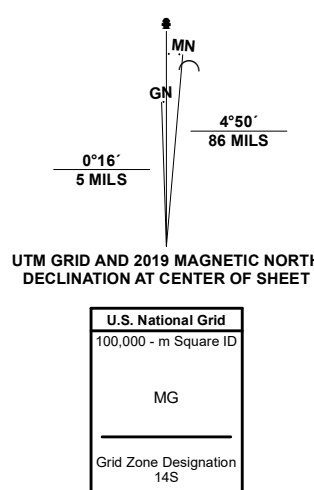 MN
GN
4°50´
86 MILS
0°16´
5 MILS
UTM GRID AND 2019 MAGNETIC NORTH
DECLINATION AT CENTER OF SHEET
U.S. National Grid
100,000 - m Square ID
MG
Grid Zone Designation
14S